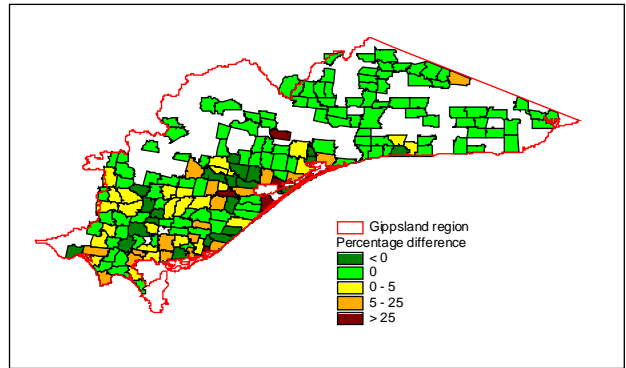 Gippsland region
Percentage difference
< 0
0
0 - 5
5 - 25
> 25